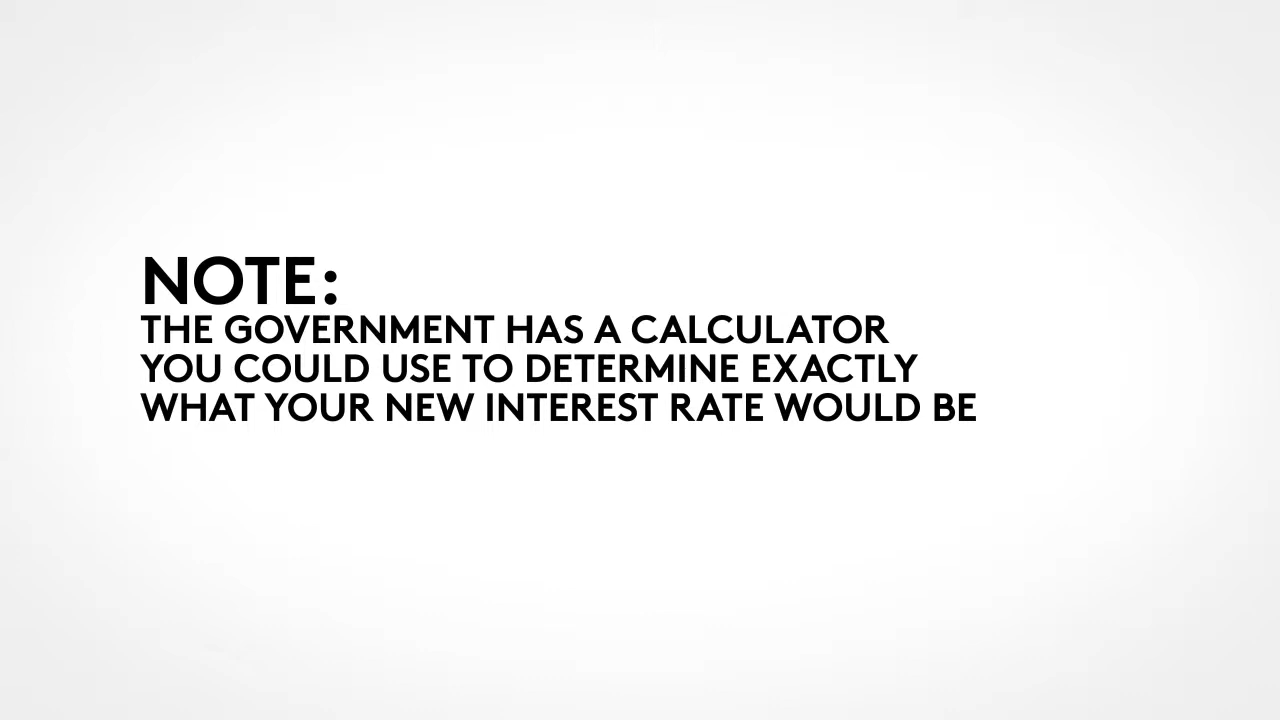 NOTE:
THE GOVERNMENT HAS A CALCULATOR
YOU COULD USE TO DETERMINE EXACTLY
WHAT YOUR NEW INTEREST RATE WOULD BE